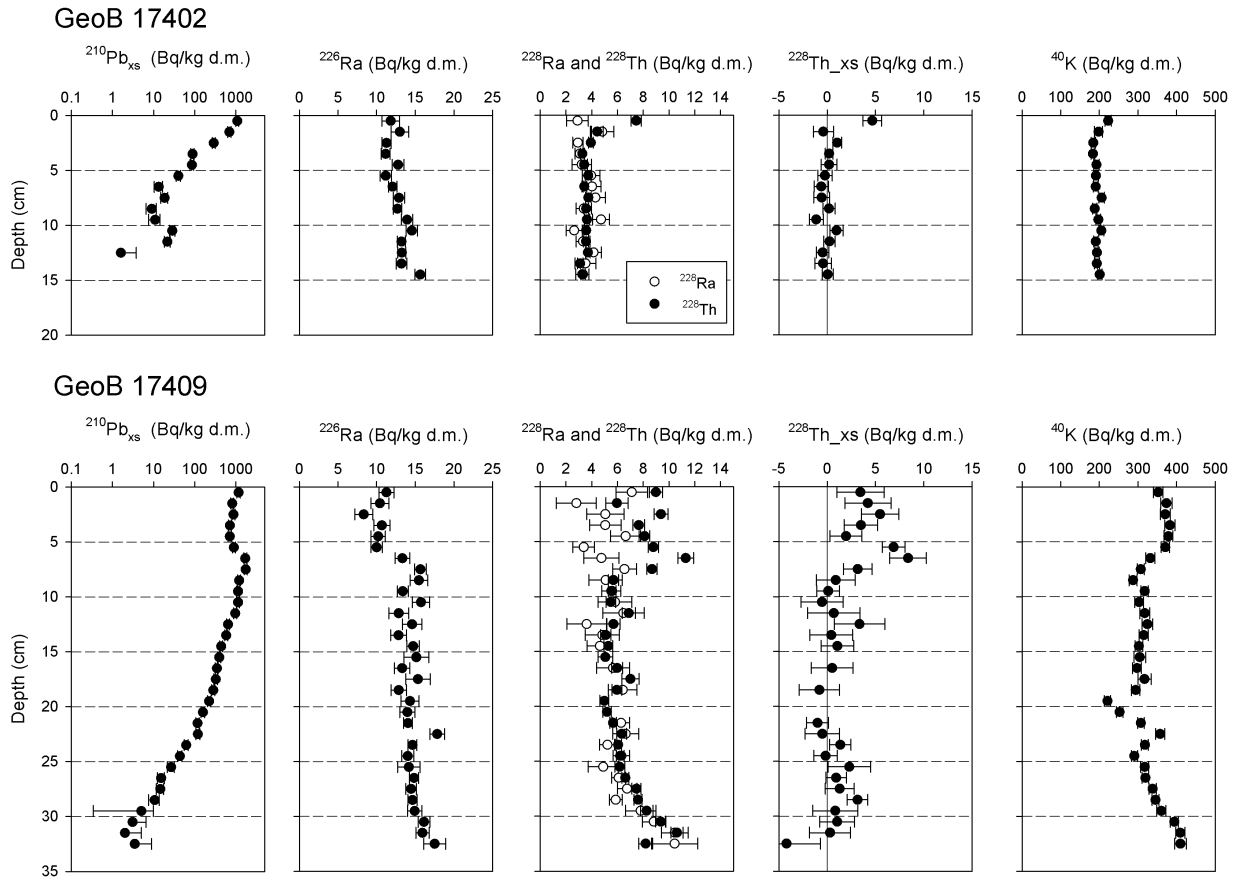 GeoB 17402
²¹⁰Pbxs (Bq/kg d.m.) ²²⁶Ra (Bq/kg d.m.) ²²⁸Ra and ²²⁸Th (Bq/kg d.m.) ²²⁸Th_xs (Bq/kg d.m.) ⁴⁰K (Bq/kg d.m.)
0.1 1 10 100 1000 0 5 10 15 20 25 0 2 4 6 8 10 12 14 -5 0 5 10 15 0 100 200 300 400 500
0
5
10
15
20
Depth (cm)
²²⁸Ra
²²⁸Th
GeoB 17409
²¹⁰Pbxs (Bq/kg d.m.) ²²⁶Ra (Bq/kg d.m.) ²²⁸Ra and ²²⁸Th (Bq/kg d.m.) ²²⁸Th_xs (Bq/kg d.m.) ⁴⁰K (Bq/kg d.m.)
0.1 1 10 100 1000 0 5 10 15 20 25 0 2 4 6 8 10 12 14 -5 0 5 10 15 0 100 200 300 400 500
0
5
10
15
20
25
30
35
Depth (cm)